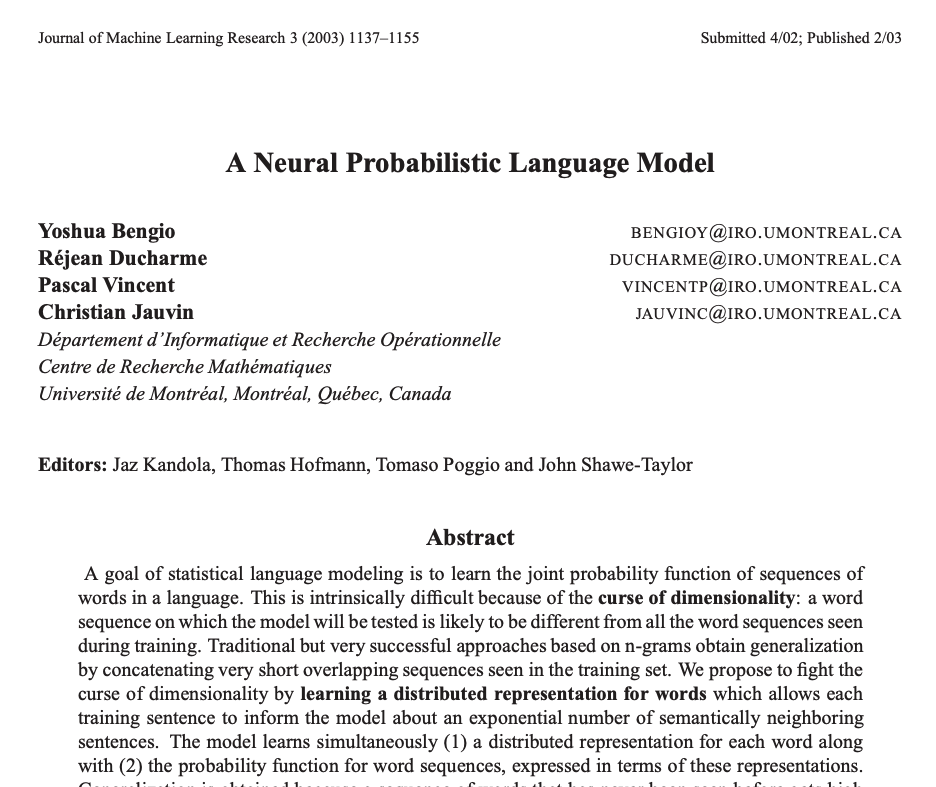 Journal of Machine Learning Research 3 (2003) 1137–1155 Submitted 4/02; Published 2/03
A Neural Probabilistic Language Model
Yoshua Bengio BENGIOY@IRO.UMONTREAL.CA
Réjean Ducharme DUCHARME@IRO.UMONTREAL.CA
Pascal Vincent VINCENTP@IRO.UMONTREAL.CA
Christian Jauvin JAUVINC@IRO.UMONTREAL.CA
Département d'Informatique et Recherche Opérationnelle
Centre de Recherche Mathématiques
Université de Montréal, Montréal, Québec, Canada
Editors: Jaz Kandola, Thomas Hofmann, Tomaso Poggio and John Shawe-Taylor
Abstract
A goal of statistical language modeling is to learn the joint probability function of sequences of
words in a language. This is intrinsically difficult because of the curse of dimensionality: a word
sequence on which the model will be tested is likely to be different from all the word sequences seen
during training. Traditional but very successful approaches based on n-grams obtain generalization
by concatenating very short overlapping sequences seen in the training set. We propose to fight the
curse of dimensionality by learning a distributed representation for words which allows each
training sentence to inform the model about an exponential number of semantically neighboring
sentences. The model learns simultaneously (1) a distributed representation for each word along
with (2) the probability function for word sequences, expressed in terms of these representations.